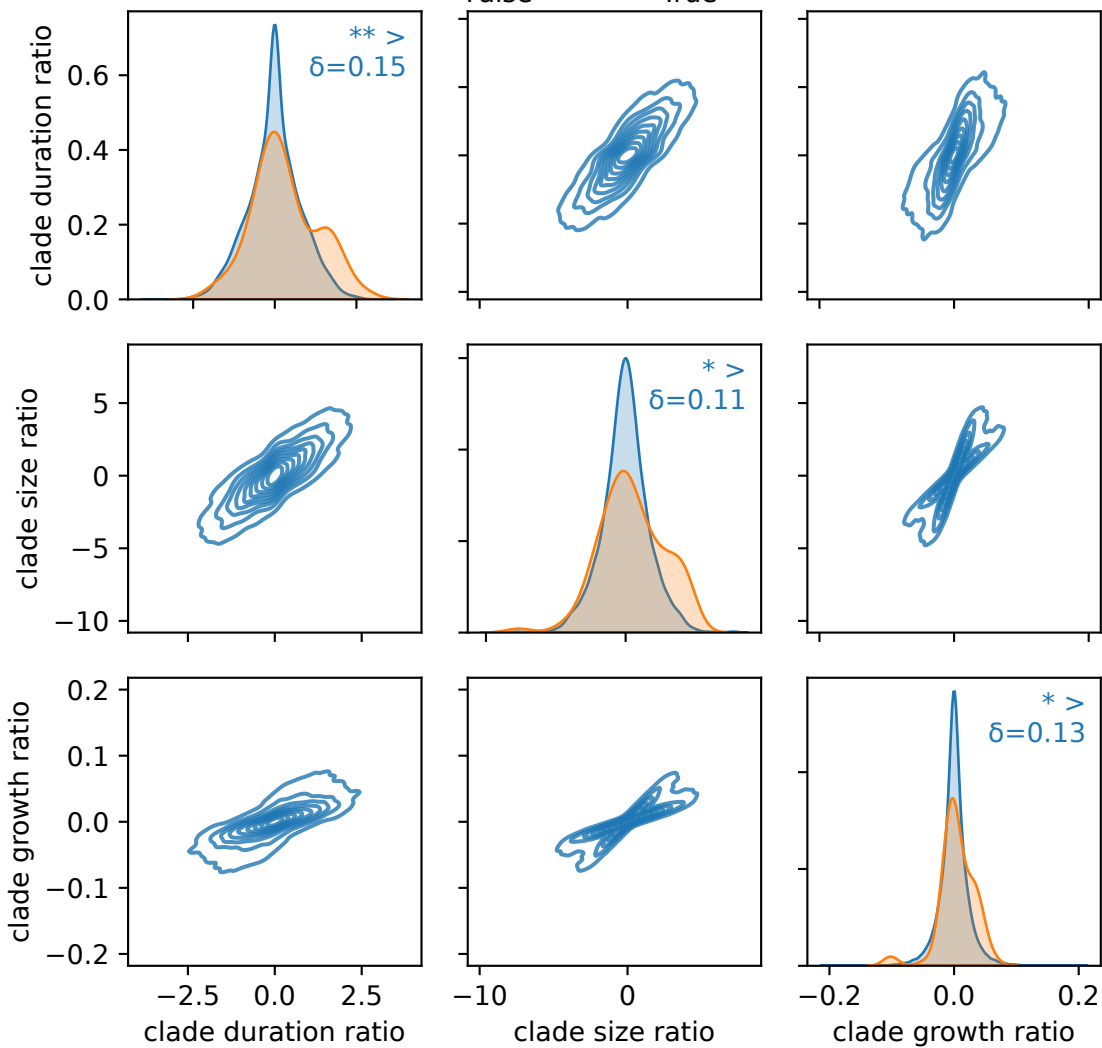 False True
clade duration ratio
0.6
0.4
0.2
0.0
** >
δ=0.15
clade size ratio
5
0
−5
−10
* >
δ=0.11
clade growth ratio
0.2
0.1
0.0
−0.1
−0.2
* >
δ=0.13
−2.5 0.0 2.5
−10 0
−0.2 0.0 0.2
clade duration ratio
clade size ratio
clade growth ratio